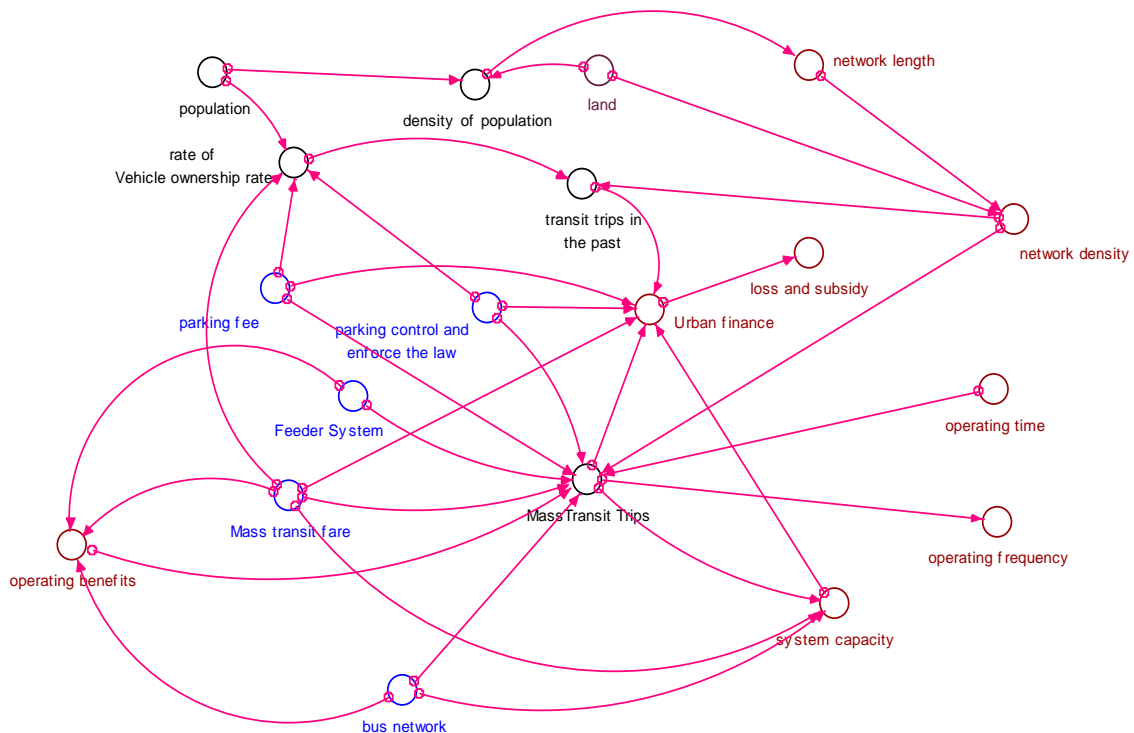 network length
population
land
density of population
rate of
Vehicle ownership rate
transit trips in
the past
network density
loss and subsidy
parking fee
parking control and
enforce the law
Urban finance
Feeder System
operating time
Mass transit fare
MassTransit Trips
operating frequency
operating benefits
system capacity
bus network